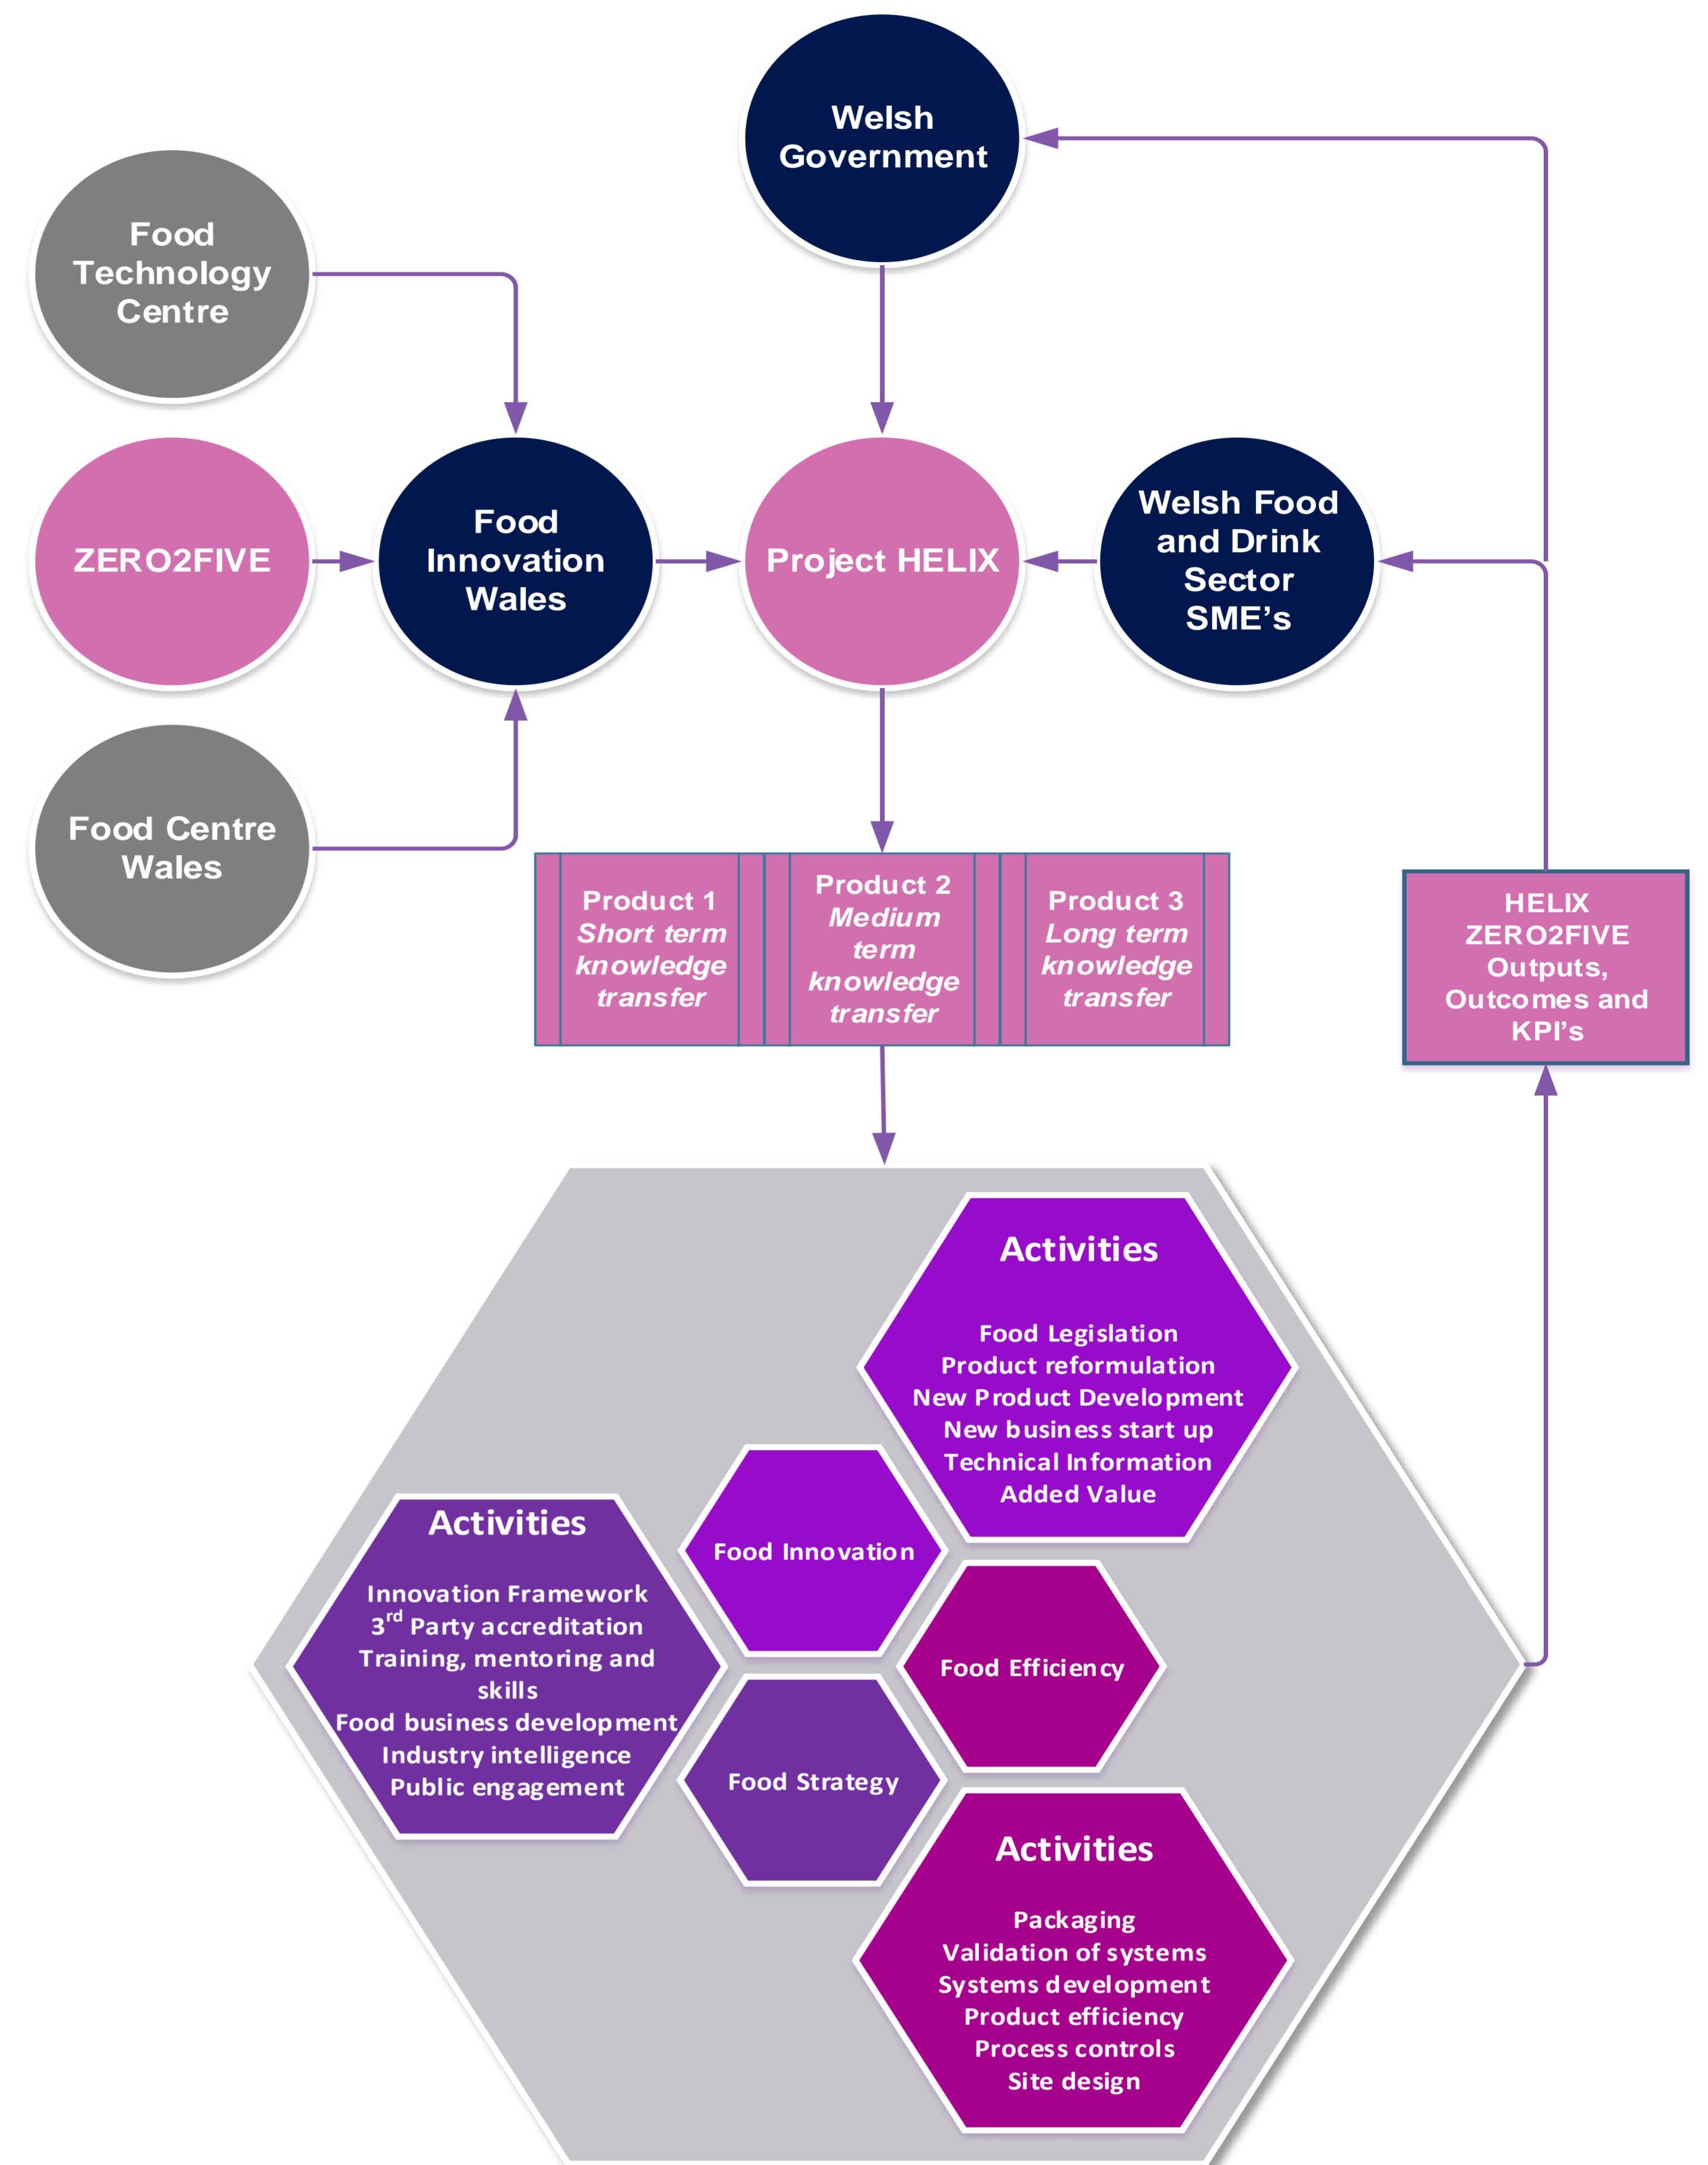 Welsh
Government
Food
Technology
Centre
ZERO2FIVE
Food
Innovation
Wales
Project HELIX
Welsh Food
and Drink
Sector
SME’s
Food Centre
Wales
Product 1
Short term
knowledge
transfer
Product 2
Medium
term
knowledge
transfer
Product 3
Long term
knowledge
transfer
HELIX
ZERO2FIVE
Outputs,
Outcomes and
KPI’s
Activities
Food Legislation
Product reformulation
New Product Development
New business start up
Technical Information
Added Value
Food Innovation
Activities
Innovation Framework
3rd Party accreditation
Training, mentoring and
skills
Food business development
Industry intelligence
Public engagement
Food Efficiency
Food Strategy
Activities
Packaging
Validation of systems
Systems development
Product efficiency
Process controls
Site design